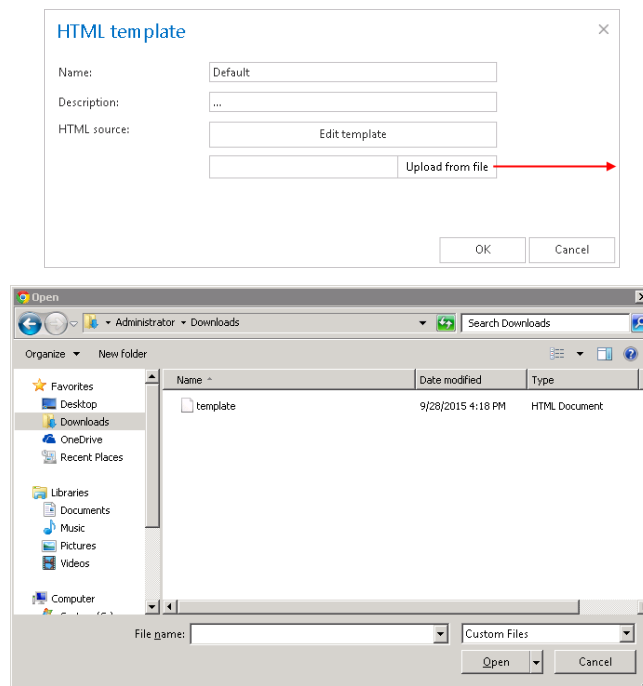 HTML template
Name:
Default
Description:
...
HTML source:
Edit template
Upload from file
OK
Cancel
Open
Administrator
Downloads
Search Downloads
Organize
New folder
Favorites
Desktop
Downloads
OneDrive
Recent Places
Libraries
Documents
Music
Pictures
Videos
Computer
Name
Date modified
Type
template
9/28/2015 4:18 PM
HTML Document
File name:
Custom Files
Open
Cancel